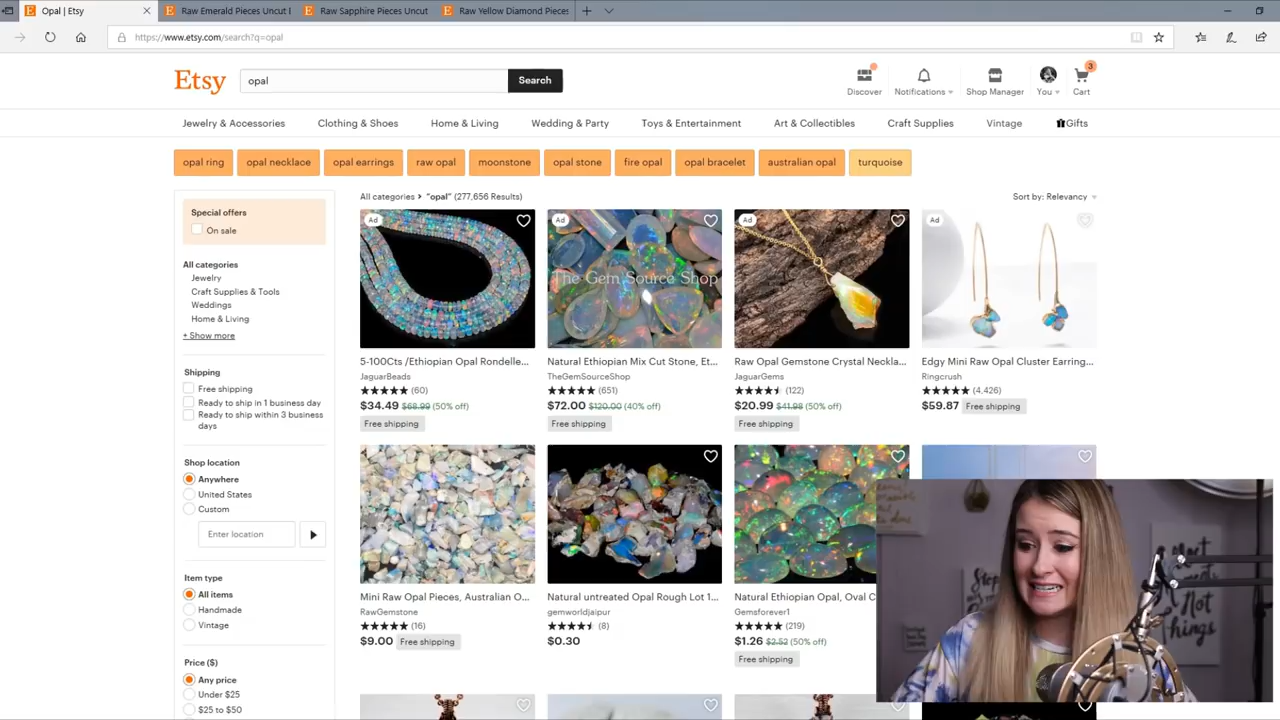 Opal | Etsy
Raw Emerald Pieces Uncut
Raw Sapphire Pieces Uncut
Raw Yellow Diamond Pieces
https://www.etsy.com/search?q=opal
Etsy
opal
Search
Discover
Notifications
Shop Manager
You
3
Cart
Jewelry & Accessories
Clothing & Shoes
Home & Living
Wedding & Party
Toys & Entertainment
Art & Collectibles
Craft Supplies
Vintage
Gifts
opal ring
opal necklace
opal earrings
raw opal
moonstone
opal stone
fire opal
opal bracelet
australian opal
turquoise
Special offers
On sale
All categories
Jewelry
Craft Supplies & Tools
Weddings
Home & Living
+ Show more
Shipping
Free shipping
Ready to ship in 1 business day
Ready to ship within 3 business
days
Shop location
Anywhere
United States
Custom
Enter location
Item type
All items
Handmade
Vintage
Price ($)
Any price
Under $25
$25 to $50
All categories > "opal" (277,656 Results)
Sort by: Relevancy
Ad
5-100Cts /Ethiopian Opal Rondelle...
JaguarBeads
(60)
$34.49 $68.99 (50% off)
Free shipping
Ad
The Gem Source Shop
Natural Ethiopian Mix Cut Stone, Et...
TheGemSourceShop
(651)
$72.00 $120.00 (40% off)
Free shipping
Ad
Raw Opal Gemstone Crystal Neckla...
JaguarGems
(122)
$20.99 $41.98 (50% off)
Free shipping
Ad
Edgy Mini Raw Opal Cluster Earring...
Ringcrush
(4,426)
$59.87 Free shipping
Mini Raw Opal Pieces, Australian O...
RawGemstone
(16)
$9.00 Free shipping
Natural untreated Opal Rough Lot 1...
gemworldjaipur
(8)
$0.30
Natural Ethiopian Opal, Oval C
Gemsforever1
(219)
$1.26 $2.52 (50% off)
Free shipping